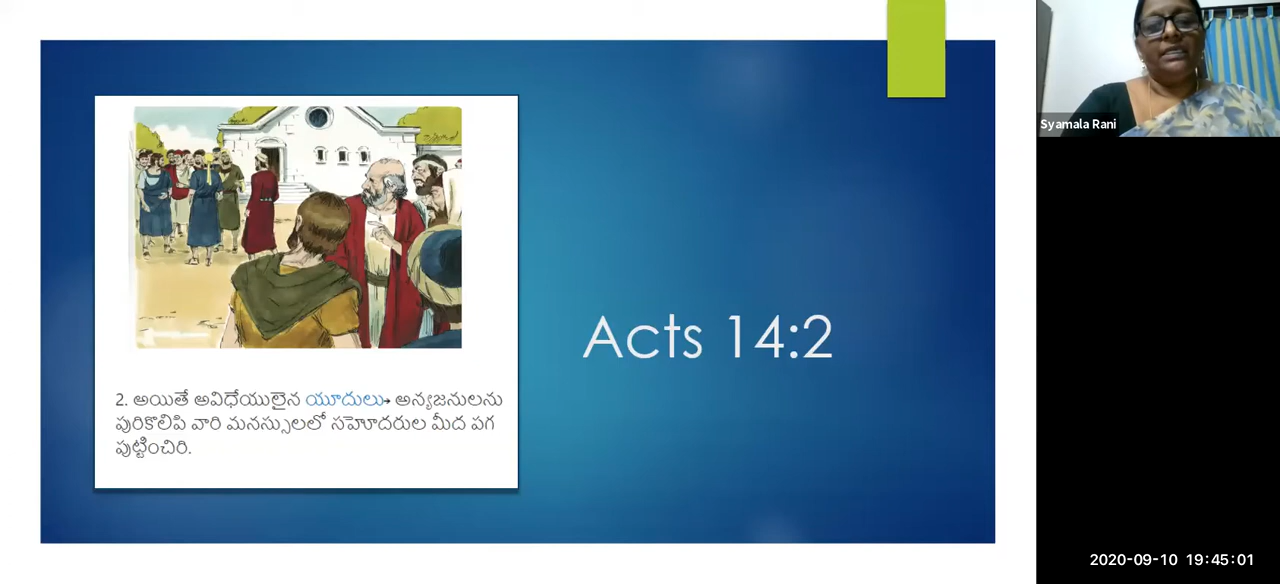 2. అయితే అవిధేయులైన యూదులు→ అన్యజనులను
పురికొలిపి వారి మనస్సులలో సహోదరుల మీద పగ
పుట్టించిరి.
Acts 14:2
Syamala Rani
2020-09-10 19:45:01